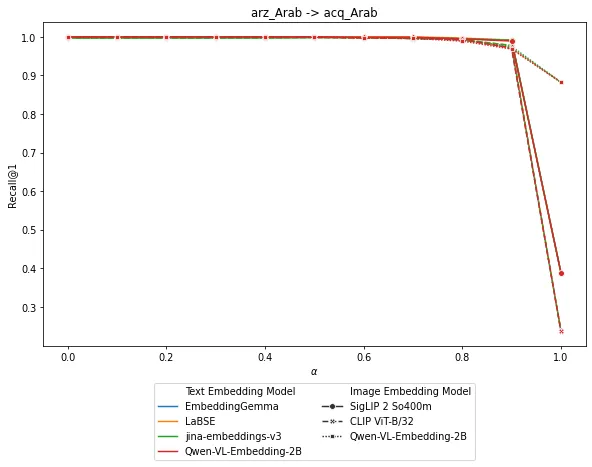 arz_Arab -> acq_Arab
1.0
0.9
0.8
0.7
0.6
0.5
0.4
0.3
Recall@1
0.0 0.2 0.4 0.6 0.8 1.0
α
Text Embedding Model Image Embedding Model
EmbeddingGemma SigLIP 2 So400m
LaBSE CLIP ViT-B/32
jina-embeddings-v3 Qwen-VL-Embedding-2B
Qwen-VL-Embedding-2B